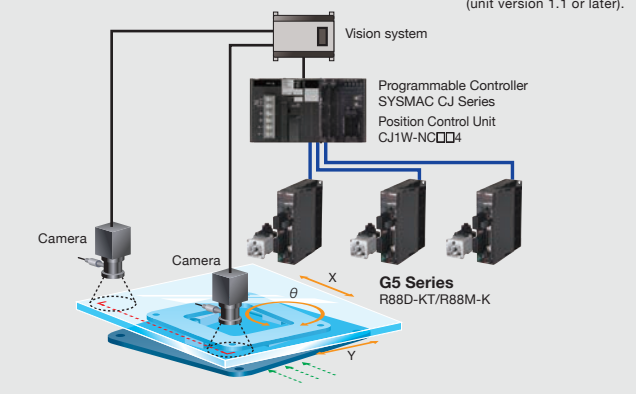 (unit version 1.1 or later).
Vision system
Programmable Controller
SYSMAC CJ Series
Position Control Unit
CJ1W-NC□□4
Camera
Camera
X
θ
G5 Series
R88D-KT/R88M-K
Y